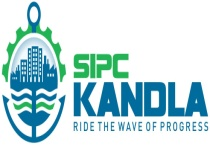 SIPC
KANDLA
RIDE THE WAVE OF PROGRESS